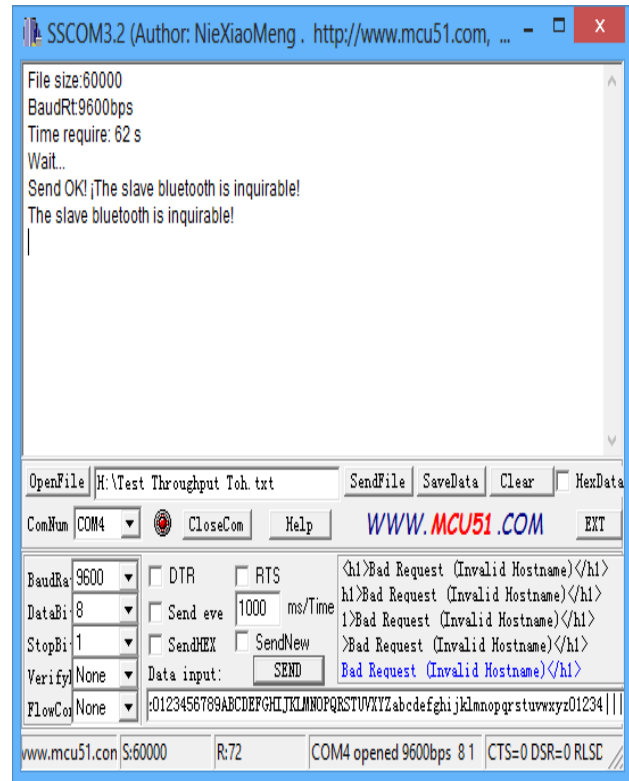 SSCOM3.2 (Author: NieXiaoMeng . http://www.mcu51.com, ...
File size:60000
BaudRt:9600bps
Time require: 62 s
Wait...
Send OK! ¡The slave bluetooth is inquirable!
The slave bluetooth is inquirable!
OpenFile H:\Test Throughput Toh.txt SendFile SaveData Clear HexData
ComNum COM4 CloseCom Help WWW.MCU51.COM EXT
BaudRa 9600 DTR RTS
DataBi 8 Send eve 1000 ms/Time
StopBi 1 SendHEX SendNew
Verify None Data input: SEND
FlowCo None :0123456789ABCDEFGHIJKLMNOPQRSTUVXYZabcdefghijklmnopqrstuvwxyz01234
<h1>Bad Request (Invalid Hostname)</h1>
h1>Bad Request (Invalid Hostname)</h1>
1>Bad Request (Invalid Hostname)</h1>
>Bad Request (Invalid Hostname)</h1>
Bad Request (Invalid Hostname)</h1>
www.mcu51.con S:60000 R:72 COM4 opened 9600bps 8 1 CTS=0 DSR=0 RLSD